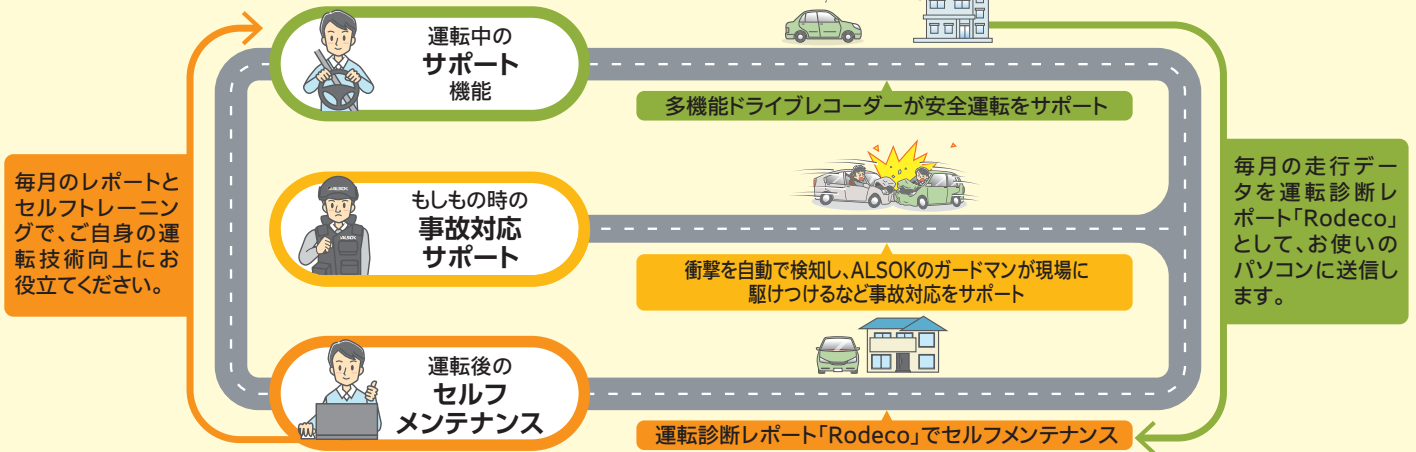 運転中の
サポート
機能
多機能ドライブレコーダーが安全運転をサポート
毎月のレポートと
セルフトレーニン
グで、ご自身の運
転技術向上にお
役立てください。
もしもの時の
事故対応
サポート
ALSOK
ALSOK
衝撃を自動で検知し、ALSOKのガードマンが現場に
駆けつけるなど事故対応をサポート
毎月の走行デー
タを運転診断レ
ポート「Rodeco」
として、お使いの
パソコンに送信し
ます。
運転後の
セルフ
メンテナンス
運転診断レポート「Rodeco」でセルフメンテナンス